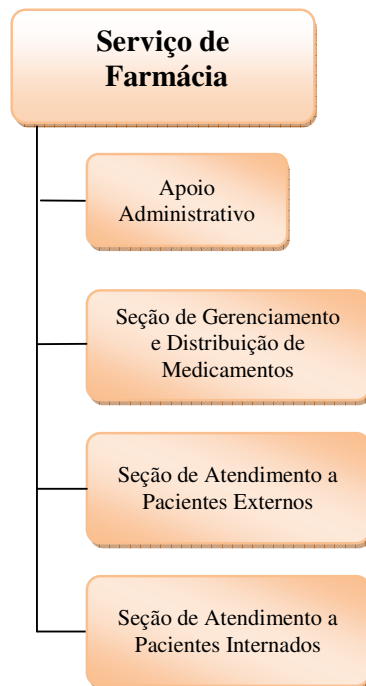 Serviço de
Farmácia
Apoio
Administrativo
Seção de Gerenciamento
e Distribuição de
Medicamentos
Seção de Atendimento a
Pacientes Externos
Seção de Atendimento a
Pacientes Internados